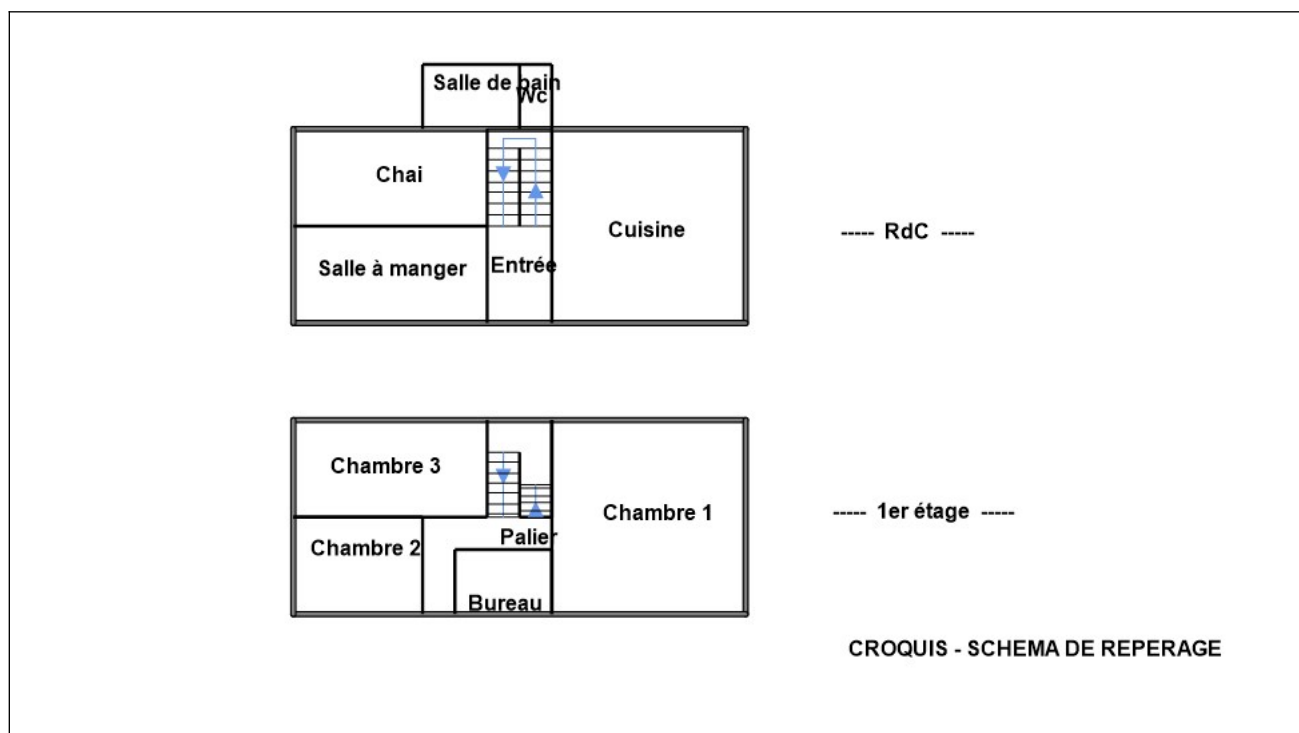 Salle de bain
Wc
Chai
Cuisine
----- RdC -----
Salle à manger
Entrée
Chambre 3
Chambre 1
----- 1er étage -----
Chambre 2
Palier
Bureau
CROQUIS - SCHEMA DE REPERAGE